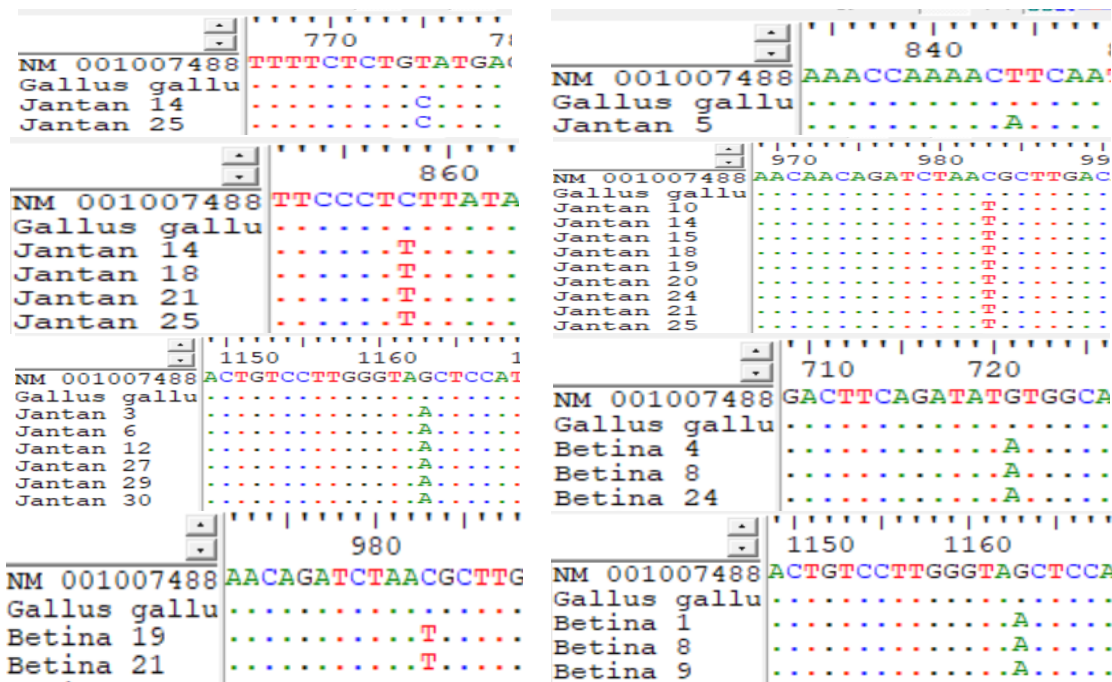 770
NM 001007488 TTTTCTCTGTATGA
Gallus gallu ..............
Jantan 14 .........C....
Jantan 25 .........C....
840
NM 001007488 AAACCAAAACTTCAAT
Gallus gallu ................
Jantan 5 ...........A....
860
NM 001007488 TTCCCTCTTATA
Gallus gallu ............
Jantan 14 ......T.....
Jantan 18 ......T.....
Jantan 21 ......T.....
Jantan 25 ......T.....
970 980 99
NM 001007488 AACAACAGATCTAACGCTTGAC
Gallus gallu ......................
Jantan 10 ..............T.......
Jantan 14 ..............T.......
Jantan 15 ..............T.......
Jantan 18 ..............T.......
Jantan 19 ..............T.......
Jantan 20 ..............T.......
Jantan 24 ..............T.......
Jantan 21 ..............T.......
Jantan 25 ..............T.......
1150 1160 1
NM 001007488 ACTGTCCTTGGGTAGCTCCAT
Gallus gallu .....................
Jantan 3 ..............A......
Jantan 6 ..............A......
Jantan 12 ..............A......
Jantan 27 ..............A......
Jantan 29 ..............A......
Jantan 30 ..............A......
710 720
NM 001007488 GACTTCAGATATGTGGCA
Gallus gallu ..................
Betina 4 ............A.....
Betina 8 ............A.....
Betina 24 ............A.....
980
NM 001007488 AACAGATCTAACGCTTG
Gallus gallu .................
Betina 19 ...........T.....
Betina 21 ...........T.....
1150 1160
NM 001007488 ACTGTCCTTGGGTAGCTCCA
Gallus gallu ....................
Betina 1 ..............A.....
Betina 8 ..............A.....
Betina 9 ..............A.....